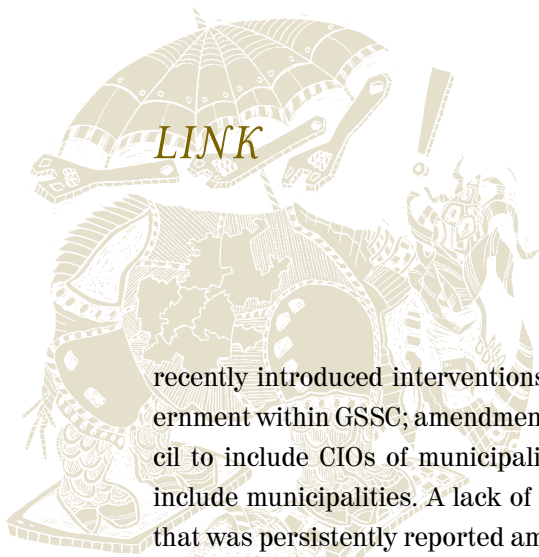 LINK
recently introduced interventions
ernment within GSSC; amendmen
cil to include CIOs of municipali
include municipalities. A lack of
that was persistently reported am